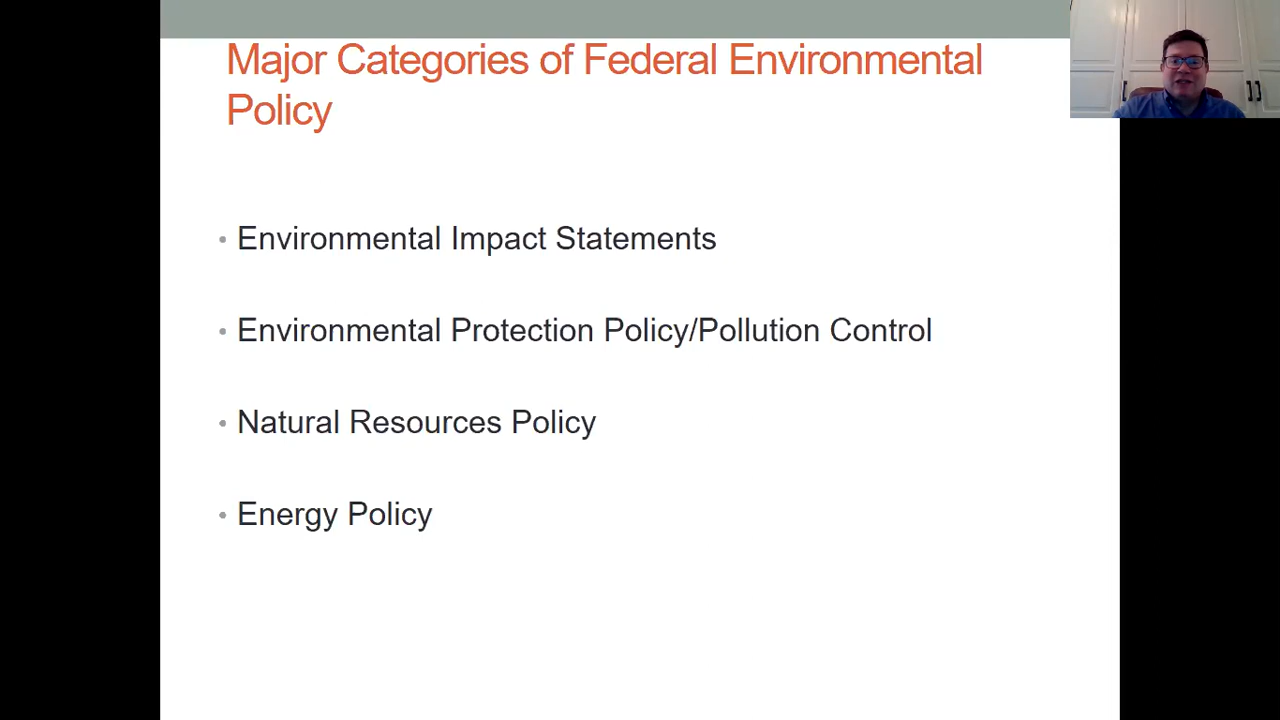 Major Categories of Federal Environmental
Policy
• Environmental Impact Statements
• Environmental Protection Policy/Pollution Control
• Natural Resources Policy
• Energy Policy